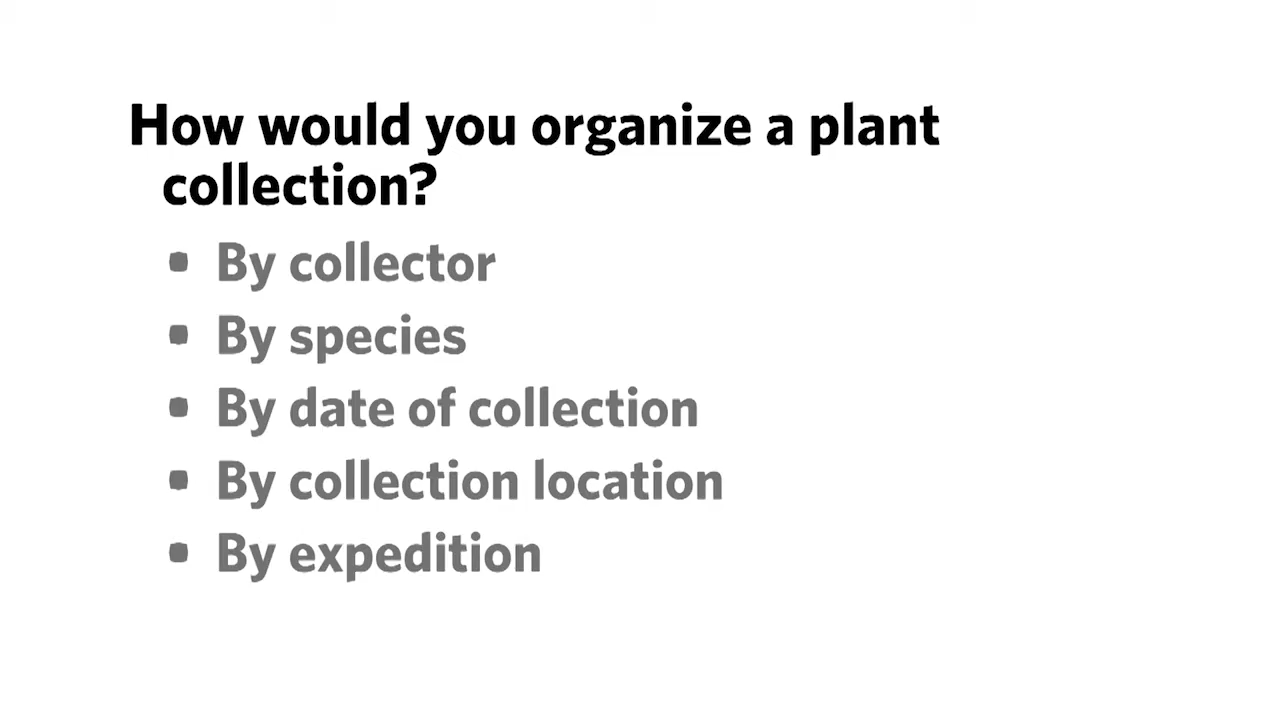 How would you organize a plant
collection?
• By collector
• By species
• By date of collection
• By collection location
• By expedition